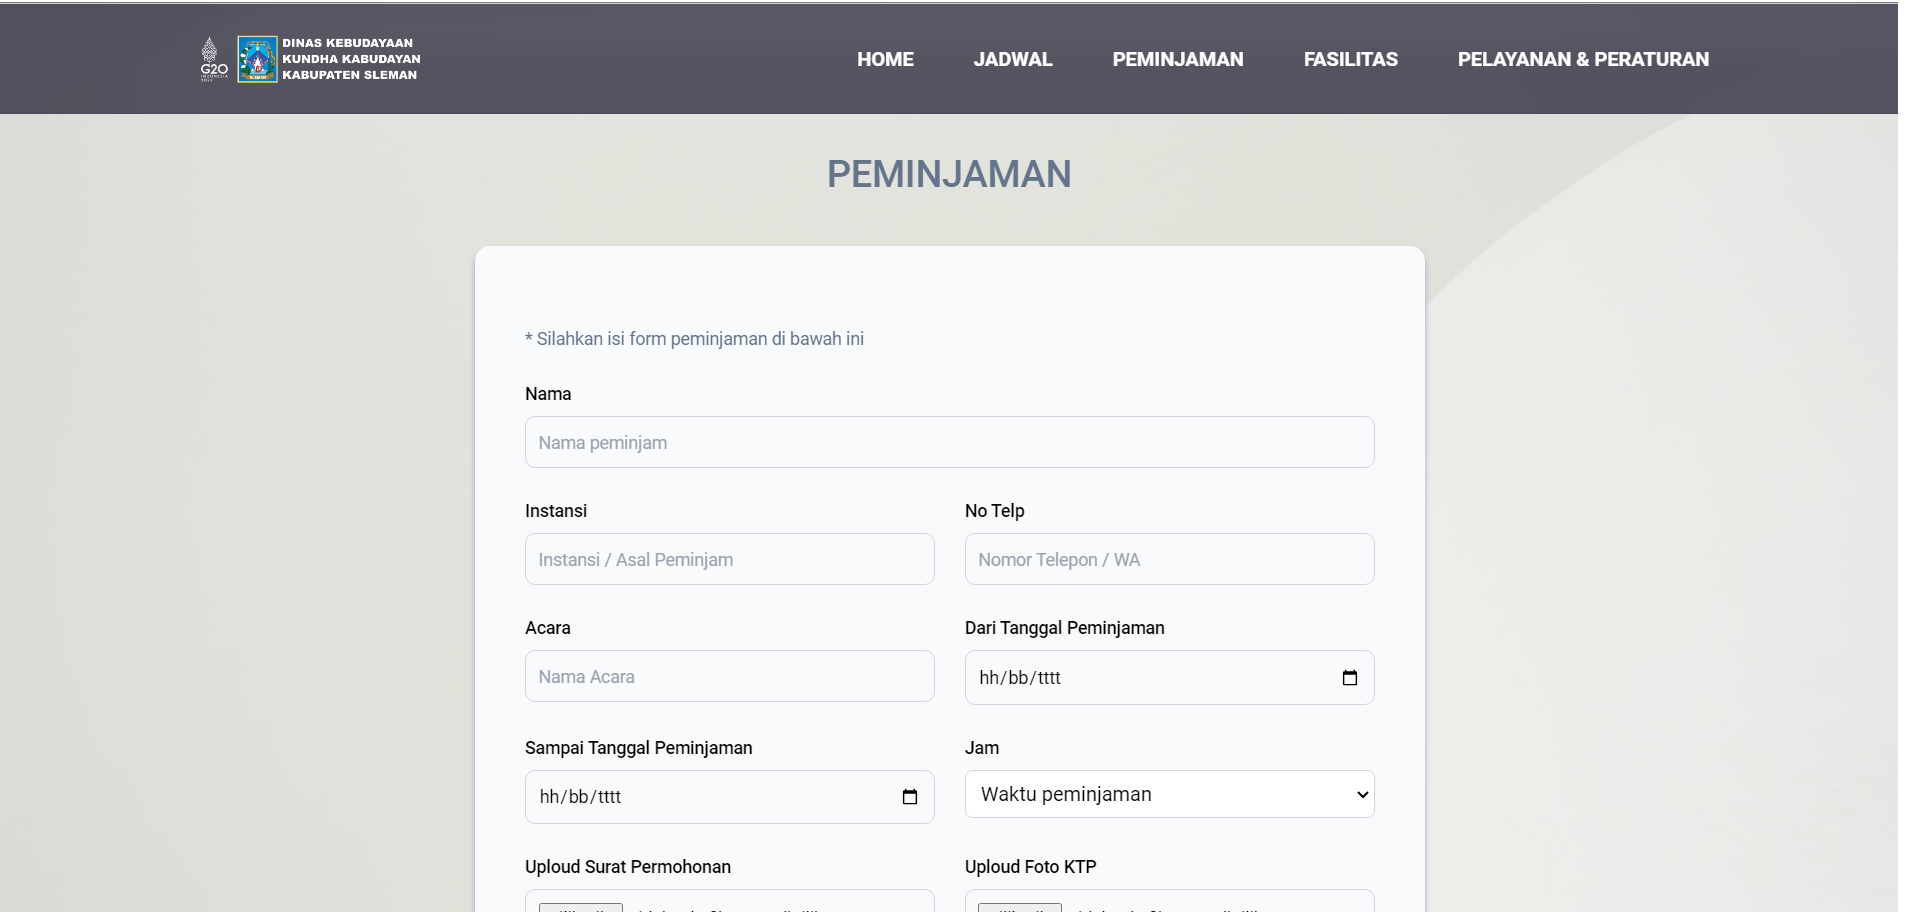 G20
INDONESIA
DINAS KEBUDAYAAN
KUNDHA KABUDAYAN
KABUPATEN SLEMAN
HOME JADWAL PEMINJAMAN FASILITAS PELAYANAN & PERATURAN
PEMINJAMAN
* Silahkan isi form peminjaman di bawah ini
Nama
Nama peminjam
Instansi No Telp
Instansi / Asal Peminjam Nomor Telepon / WA
Acara Dari Tanggal Peminjaman
Nama Acara hh/bb/tttt
Sampai Tanggal Peminjaman Jam
hh/bb/tttt Waktu peminjaman
Uploud Surat Permohonan Uploud Foto KTP